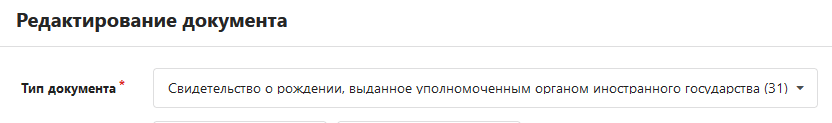 Редактирование документа
Тип документа * Свидетельство о рождении, выданное уполномоченным органом иностранного государства (31)